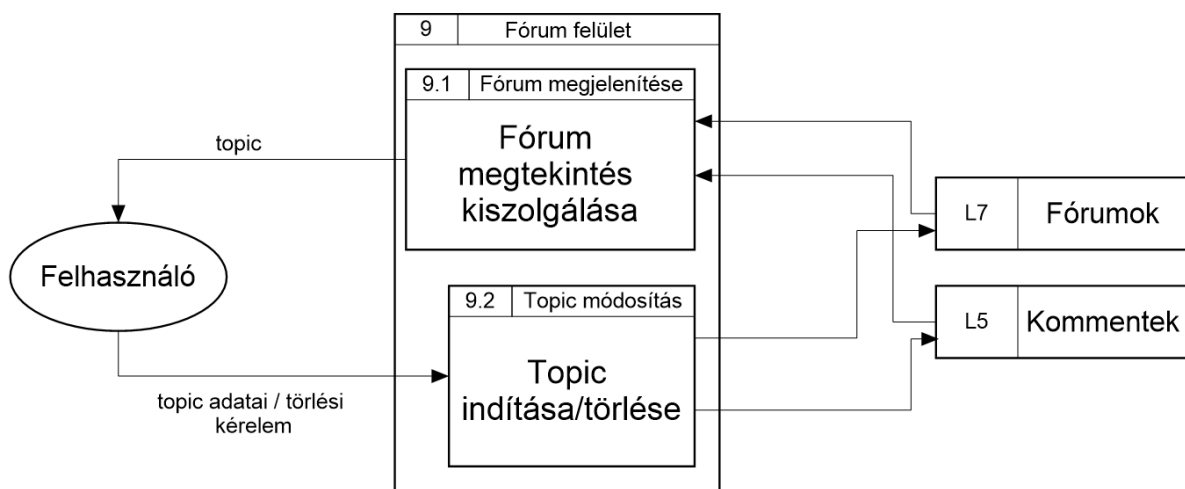 9 Fórum felület
9.1 Fórum megjelenítése
Fórum
megtekintés
kiszolgálása
topic
Felhasználó
L7 Fórumok
9.2 Topic módosítás
L5 Kommentek
Topic
indítása/törlése
topic adatai / törlési
kérelem